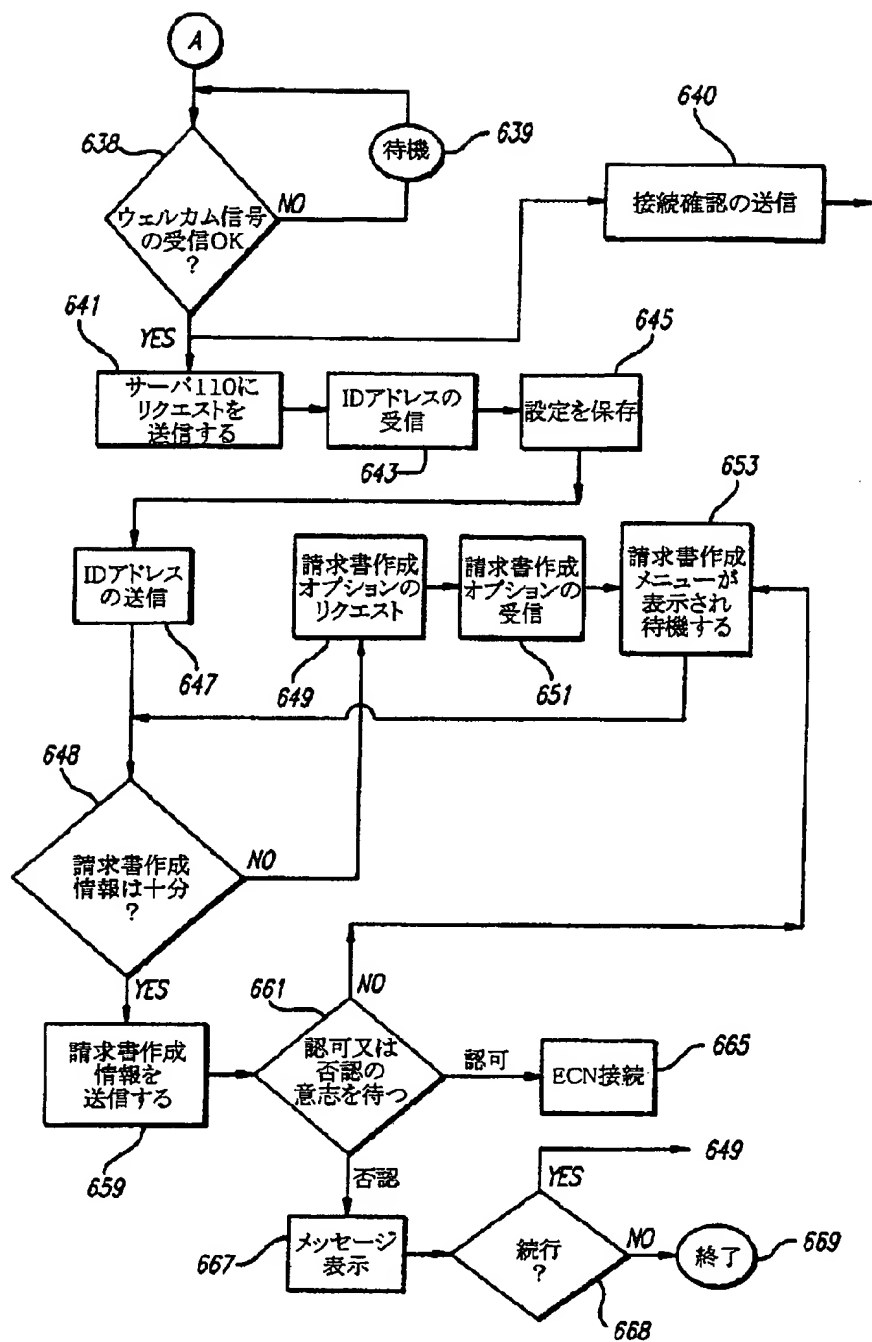 A
638
待機
639
640
ウェルカム信号
の受信OK
?
NO
接続確認の送信
641
YES
645
サーバ110に
リクエストを
送信する
IDアドレスの
受信
設定を保存
643
653
IDアドレス
の送信
請求書作成
オプションの
リクエスト
請求書作成
オプションの
受信
請求書作成
メニューが
表示され
待機する
647
649
651
648
請求書作成
情報は十分
?
NO
YES
661
NO
請求書作成
情報を
送信する
認可又は
否認の
意志を待つ
認可
ECN接続
665
659
否認
YES
649
667
メッセージ
表示
続行
?
NO
終了
669
668